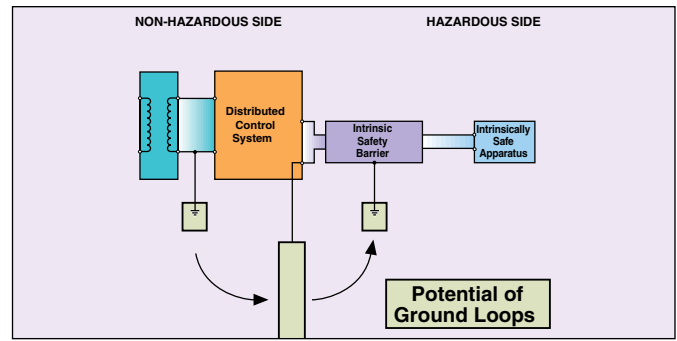 NON-HAZARDOUS SIDE
HAZARDOUS SIDE
Distributed
Control
System
Intrinsic
Safety
Barrier
Intrinsically
Safe
Apparatus
Potential of
Ground Loops